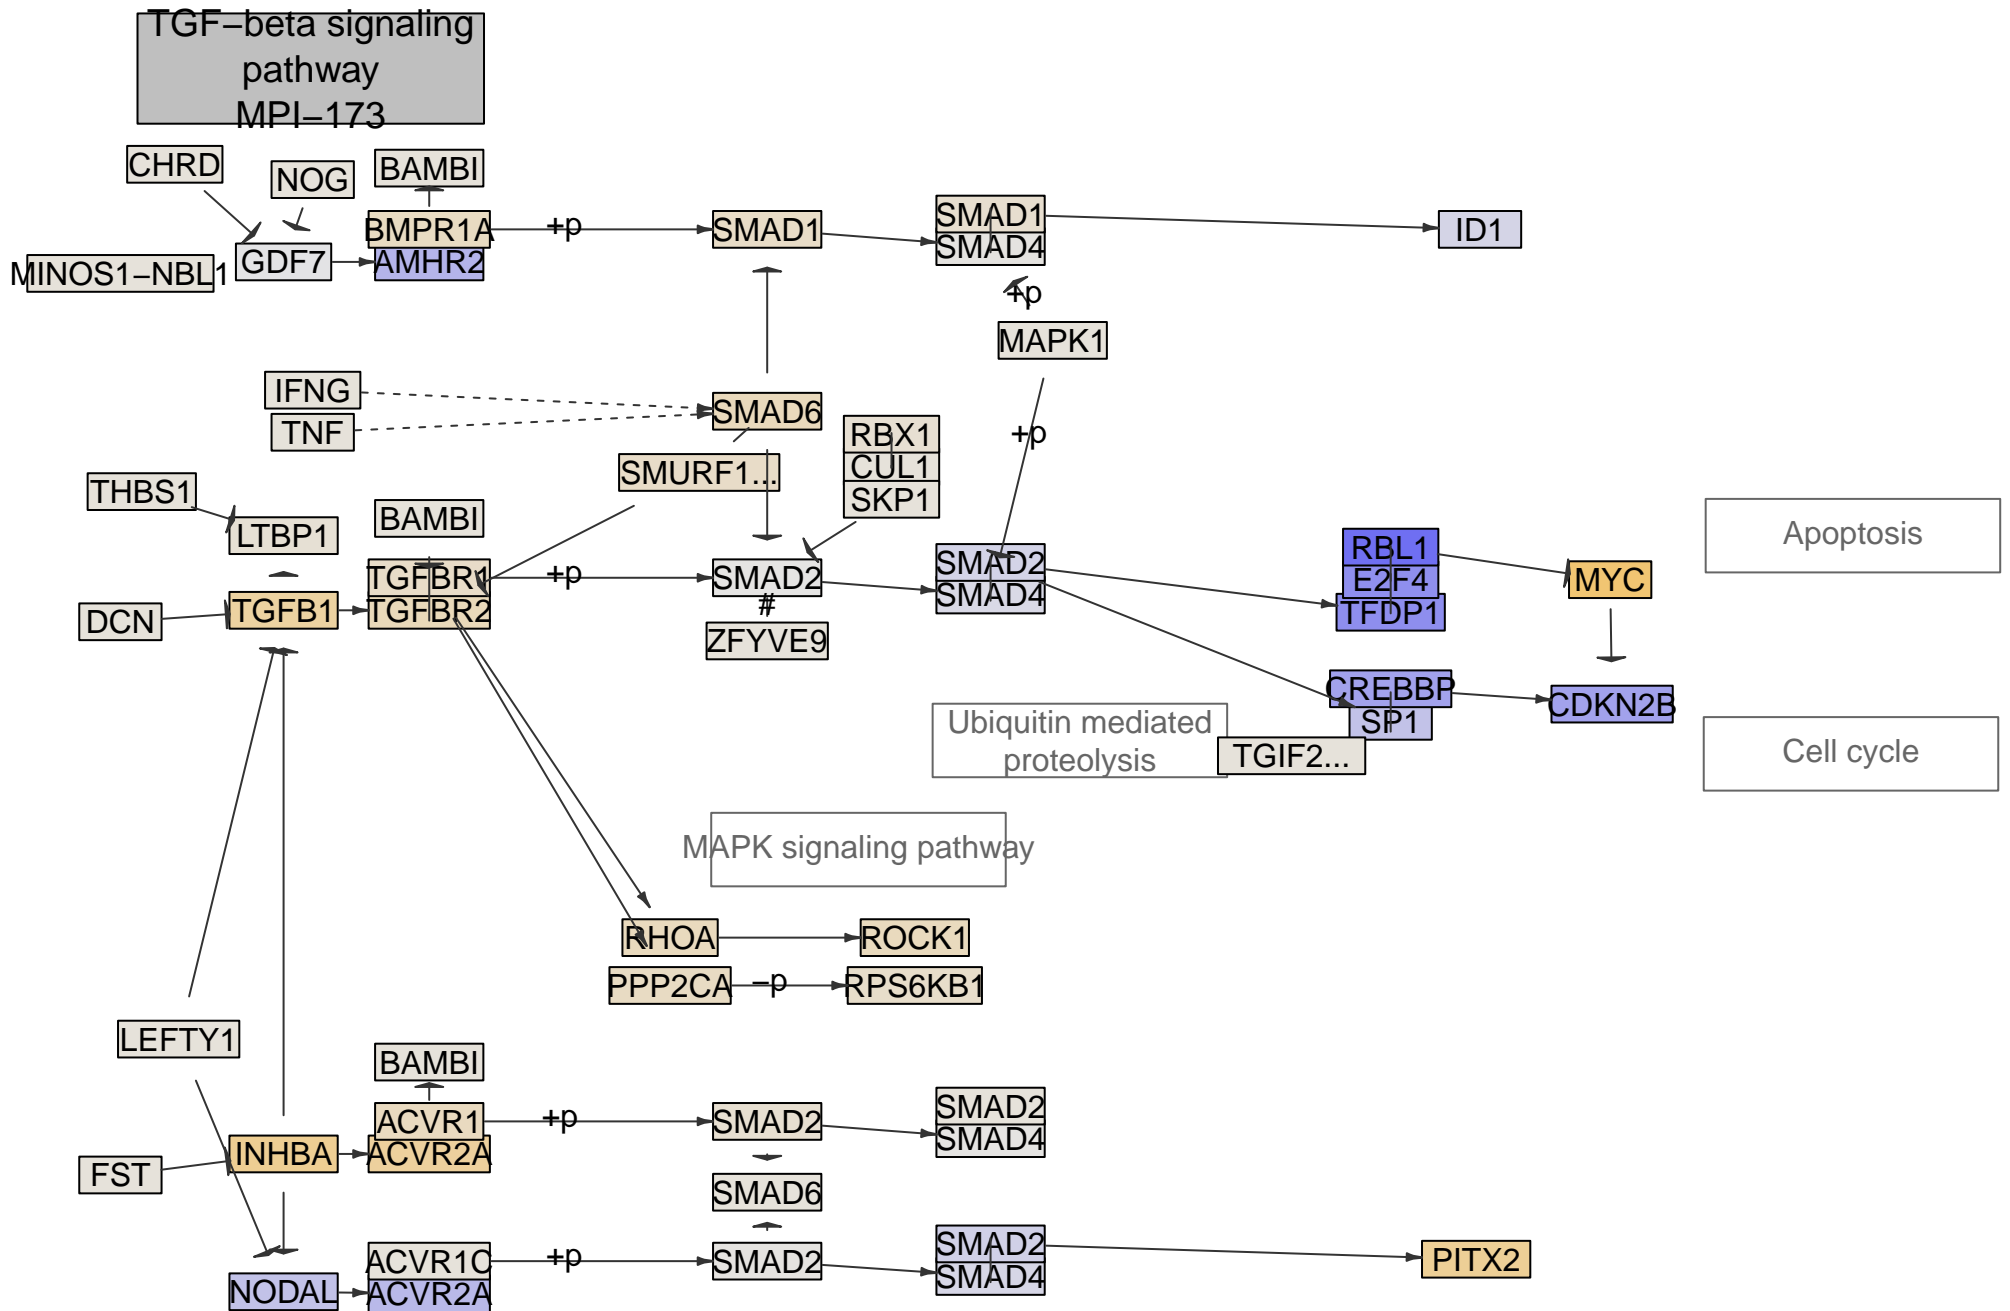 TGF−beta signaling
pathway
MPI−173
CHRD
NOG
BAMBI
BMPR1A
+p
SMAD1
SMAD1
ID1
MINOS1−NBL1
GDF7
AMHR2
SMAD4
+p
MAPK1
IFNG
TNF
SMAD6
RBX1
+p
SMURF1...
CUL1
SKP1
THBS1
LTBP1
BAMBI
DCN
TGFB1
TGFBR1
TGFBR2
+p
SMAD2
#
ZFYVE9
SMAD2
SMAD4
RBL1
E2F4
TFDP1
MYC
Apoptosis
CREBBP
SP1
CDKN2B
Ubiquitin mediated
proteolysis
TGIF2...
Cell cycle
MAPK signaling pathway
RHOA
ROCK1
PPP2CA
−p
RPS6KB1
LEFTY1
BAMBI
ACVR1
+p
SMAD2
SMAD2
SMAD4
INHBA
ACVR2A
FST
SMAD6
ACVR1C
+p
SMAD2
SMAD2
SMAD4
PITX2
NODAL
ACVR2A